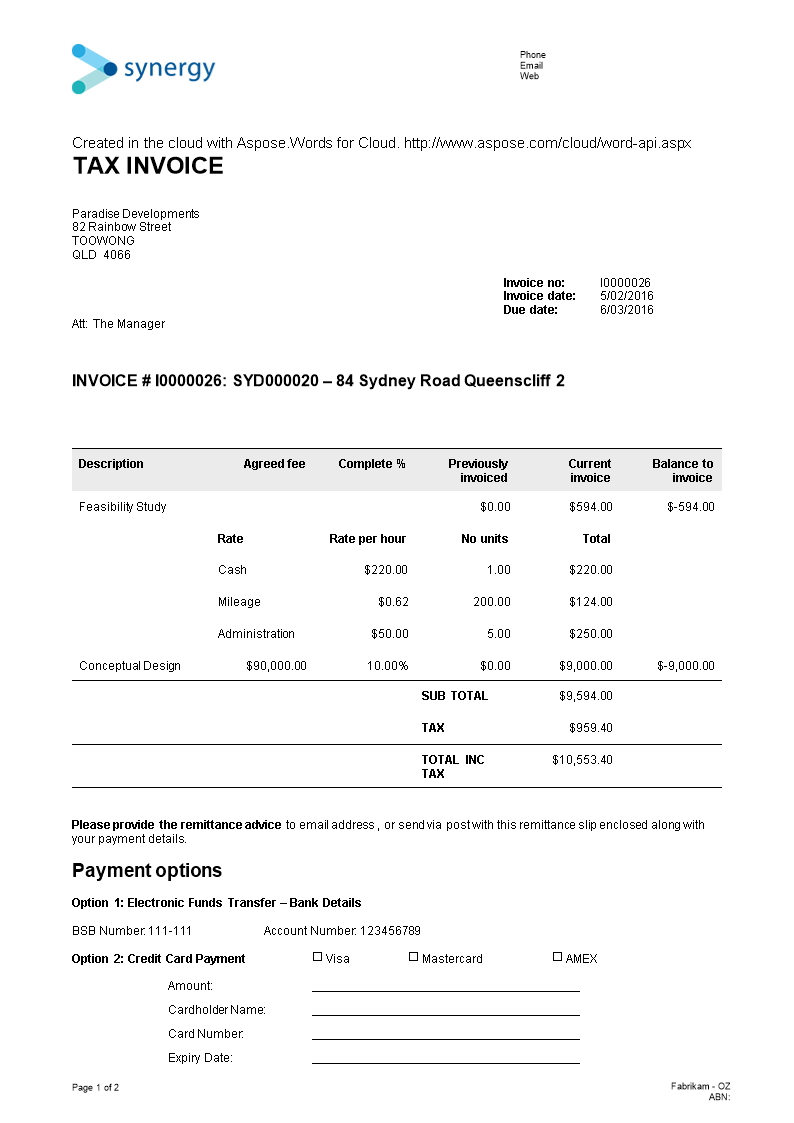 synergy
Phone
Email
Web
Created in the cloud with Aspose.Words for Cloud. http://www.aspose.com/cloud/word-api.aspx
TAX INVOICE
Paradise Developments
82 Rainbow Street
TOOWONG
QLD 4066
Invoice no: I0000026
Invoice date: 5/02/2016
Due date: 6/03/2016
Att: The Manager
INVOICE # I0000026: SYD000020 – 84 Sydney Road Queenscliff 2
Description Agreed fee Complete % Previously invoiced Current invoice Balance to invoice
Feasibility Study $0.00 $594.00 $-594.00
Rate Rate per hour No units Total
Cash $220.00 1.00 $220.00
Mileage $0.62 200.00 $124.00
Administration $50.00 5.00 $250.00
Conceptual Design $90,000.00 10.00% $0.00 $9,000.00 $-9,000.00
SUB TOTAL $9,594.00
TAX $959.40
TOTAL INC TAX $10,553.40
Please provide the remittance advice to email address , or send via post with this remittance slip enclosed along with
your payment details.
Payment options
Option 1: Electronic Funds Transfer – Bank Details
BSB Number: 111-111 Account Number: 123456789
Option 2: Credit Card Payment ☐ Visa ☐ Mastercard ☐ AMEX
Amount:
Cardholder Name:
Card Number:
Expiry Date:
Page 1 of 2
Fabrikam - OZ
ABN: